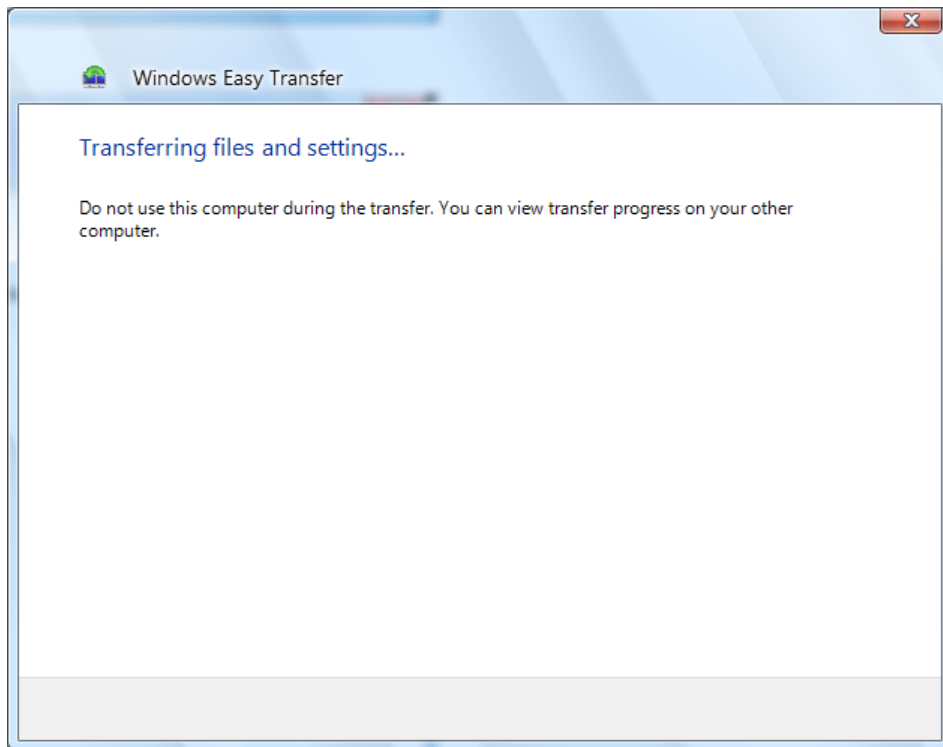 Windows Easy Transfer
Transferring files and settings...
Do not use this computer during the transfer. You can view transfer progress on your other
computer.